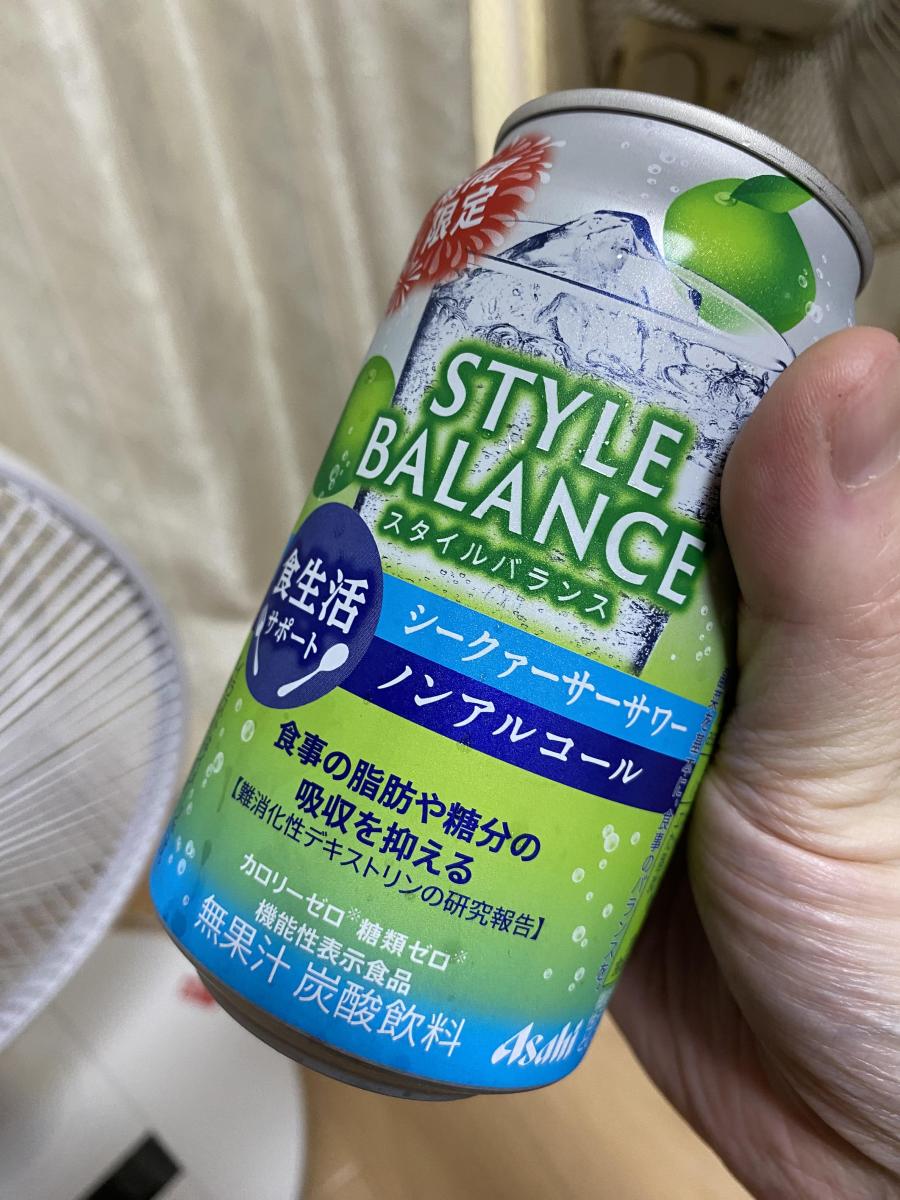 限定
STYLE
BALANCE
スタイルバランス
食生活
サポート
シークァーサーサワー
ノンアルコール
食事の脂肪や糖分の
吸収を抑える
【難消化性デキストリンの研究報告】
カロリーゼロ※ 糖類ゼロ※
機能性表示食品
無果汁 炭酸飲料
Asahi